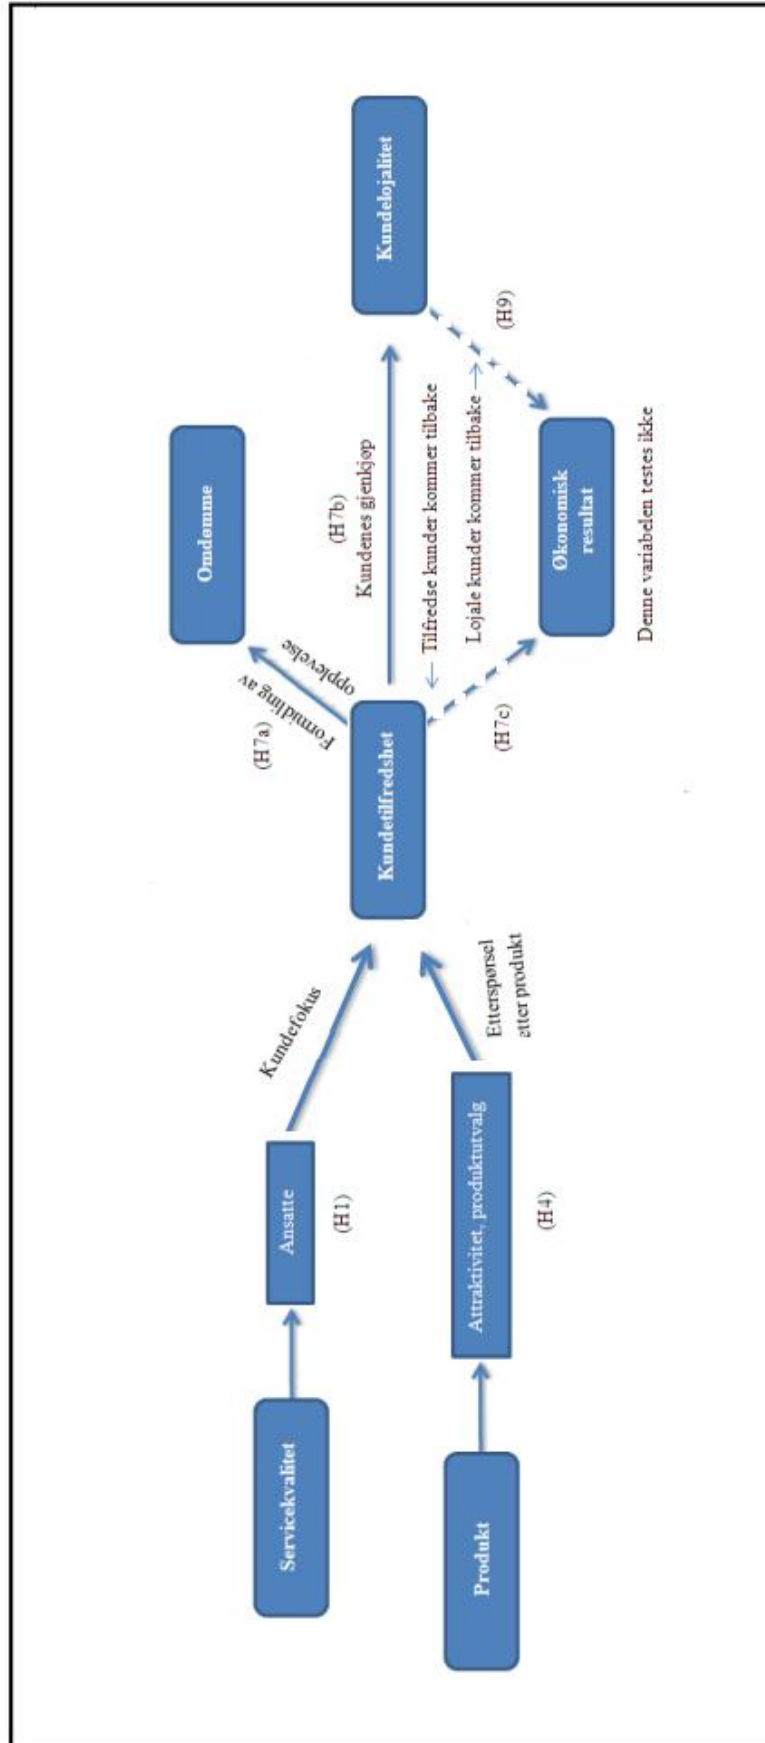 Servicekvalitet
Ansatte
(H1)
Kundefokus
Produkt
Attraktivitet, produktutvalg
(H4)
Etterspørsel
etter produkt
Kundetilfredshet
(H7a)
Formidling av
opplevelse
Omdømme
(H7b)
Kundenes gjenkjøp
Kundelojalitet
Tilfredse kunder kommer tilbake
Lojale kunder kommer tilbake
(H7c)
(H9)
Økonomisk
resultat
Denne variabelen testes ikke